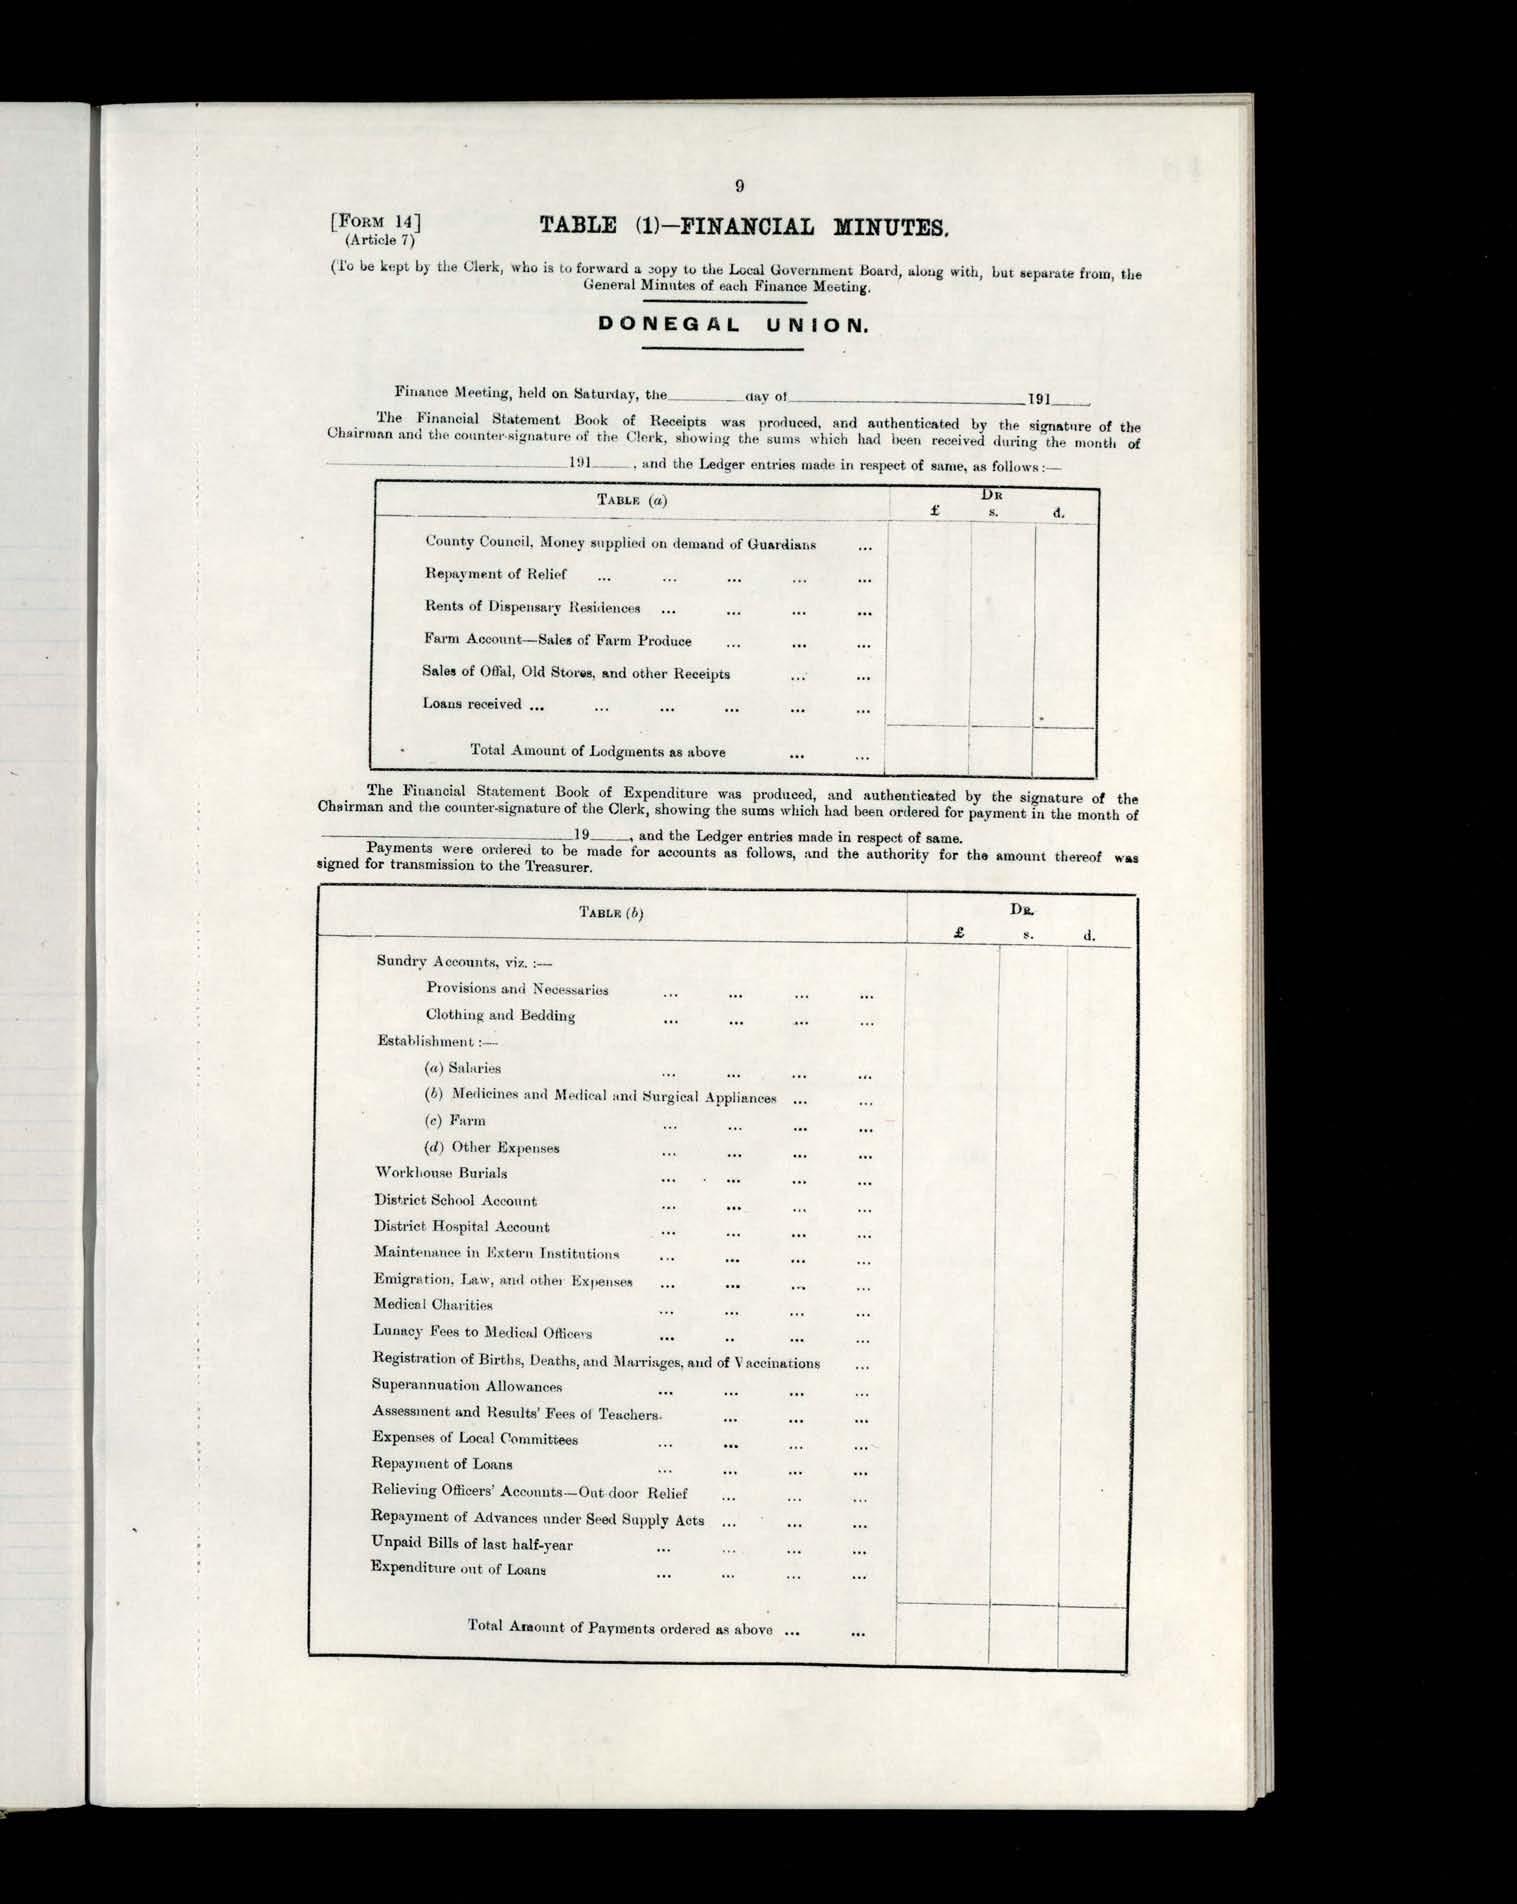 9
[FORM 14]
(Article 7)
TABLE (1)—FINANCIAL MINUTES.
(To be kept by the Clerk, who is to forward a copy to the Local Government Board, along with, but separate from, the
General Minutes of each Finance Meeting.
DONEGAL UNION.
Finance Meeting, held on Saturday, the________day of________________________191____
The Financial Statement Book of Receipts was produced, and authenticated by the signature of the
Chairman and the counter-signature of the Clerk, showing the sums which had been received during the month of
________________________191____, and the Ledger entries made in respect of same, as follows:—
TABLE (a)
DR
£ s. d.
County Council, Money supplied on demand of Guardians ...
Repayment of Relief ... ... ... ... ...
Rents of Dispensary Residences ... ... ... ...
Farm Account—Sales of Farm Produce ... ... ...
Sales of Offal, Old Stores, and other Receipts ... ...
Loans received ... ... ... ... ... ...
Total Amount of Lodgments as above ... ...
The Financial Statement Book of Expenditure was produced, and authenticated by the signature of the
Chairman and the counter-signature of the Clerk, showing the sums which had been ordered for payment in the month of
________________________19____, and the Ledger entries made in respect of same.
Payments were ordered to be made for accounts as follows, and the authority for the amount thereof was
signed for transmission to the Treasurer.
TABLE (b)
DR.
£ s. d.
Sundry Accounts, viz. :—
Provisions and Necessaries ... ... ... ...
Clothing and Bedding ... ... ... ...
Establishment :—
(a) Salaries ... ... ... ...
(b) Medicines and Medical and Surgical Appliances ... ...
(c) Farm ... ... ... ...
(d) Other Expenses ... ... ... ...
Workhouse Burials ... ... ... ...
District School Account ... ... ... ...
District Hospital Account ... ... ... ...
Maintenance in Extern Institutions ... ... ... ...
Emigration, Law, and other Expenses ... ... ... ...
Medical Charities ... ... ... ...
Lunacy Fees to Medical Officers ... .. ... ...
Registration of Births, Deaths, and Marriages, and of Vaccinations ...
Superannuation Allowances ... ... ... ...
Assessment and Results' Fees of Teachers. ... ... ...
Expenses of Local Committees ... ... ... ...
Repayment of Loans ... ... ... ...
Relieving Officers' Accounts—Out-door Relief ... ... ...
Repayment of Advances under Seed Supply Acts ... ... ...
Unpaid Bills of last half-year ... ... ... ...
Expenditure out of Loans ... ... ... ...
Total Amount of Payments ordered as above ... ...